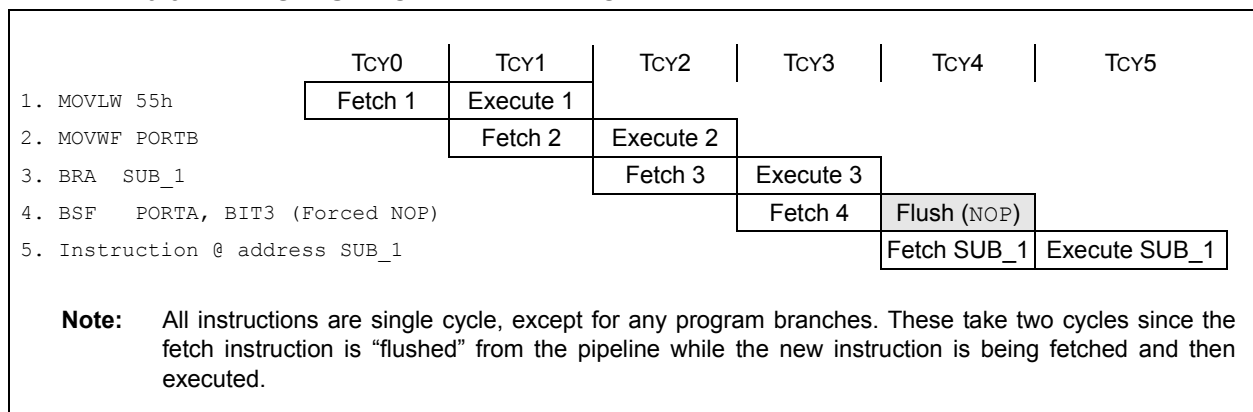 TCY0 TCY1 TCY2 TCY3 TCY4 TCY5
1. MOVLW 55h Fetch 1 Execute 1
2. MOVWF PORTB Fetch 2 Execute 2
3. BRA SUB_1 Fetch 3 Execute 3
4. BSF PORTA, BIT3 (Forced NOP) Fetch 4 Flush (NOP)
5. Instruction @ address SUB_1 Fetch SUB_1 Execute SUB_1
Note: All instructions are single cycle, except for any program branches. These take two cycles since the
fetch instruction is “flushed” from the pipeline while the new instruction is being fetched and then
executed.